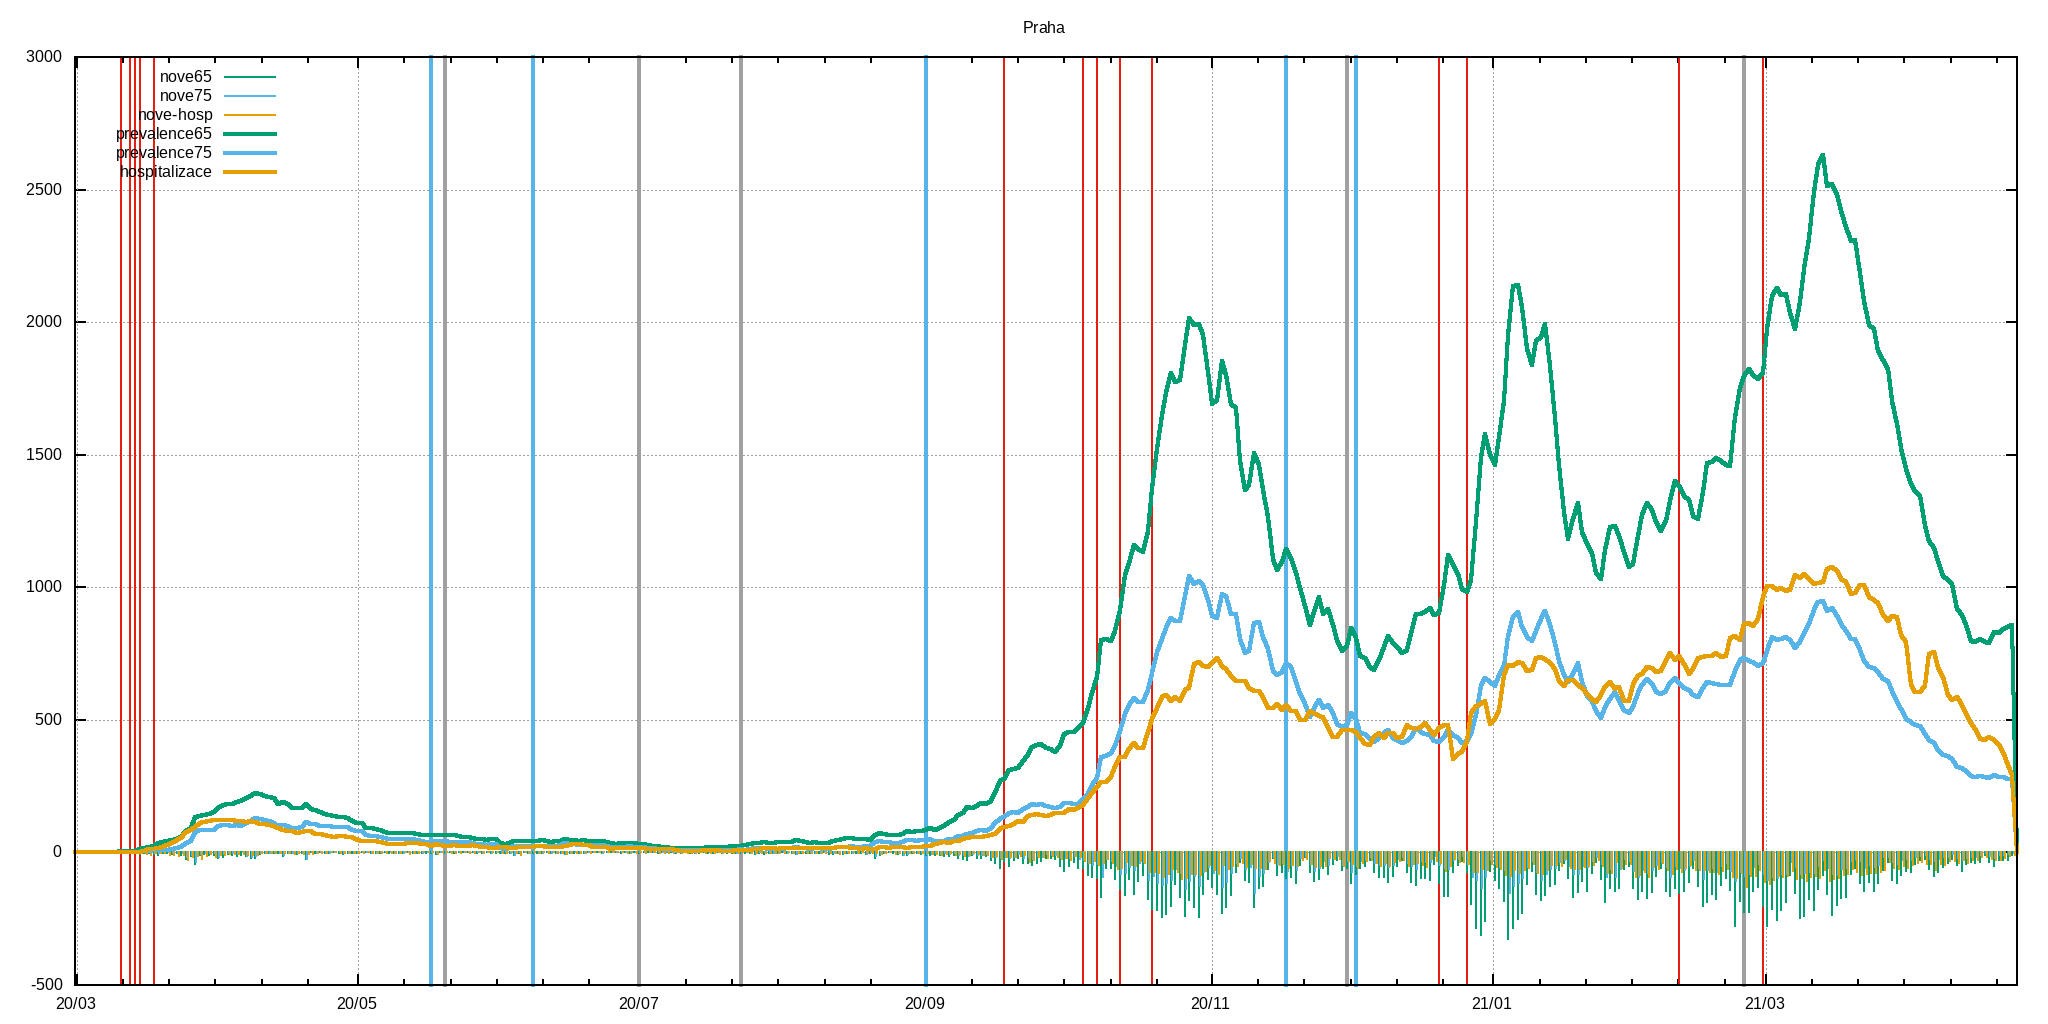 Praha
3000
2500
2000
1500
1000
500
0
-500
nove65
nove75
nove-hosp
prevalence65
prevalence75
hospitalizace
20/03 20/05 20/07 20/09 20/11 21/01 21/03